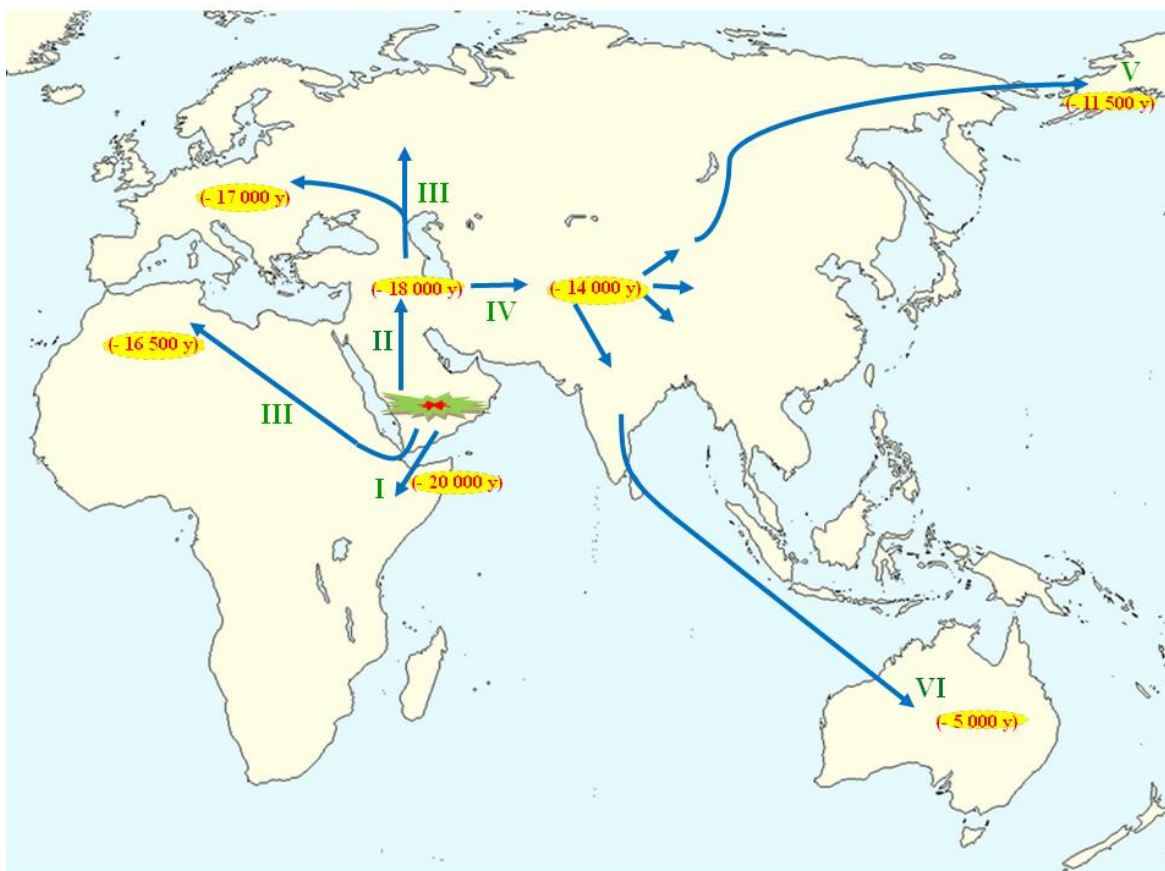 V
(- 11 500 y)
III
(- 17 000 y)
(- 18 000 y)
IV
(- 14 000 y)
II
(- 16 500 y)
III
I
(- 20 000 y)
VI
(- 5 000 y)